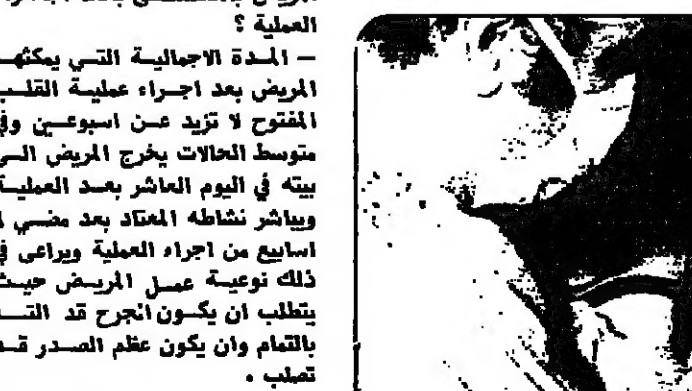 العملية ؟
— المدة الاجمالية التي يمكثها
المريض بعد اجراء عملية القلب
المفتوح لا تزيد عن اسبوعين وفي
متوسط الحالات يخرج المريض الى
بيته في اليوم العاشر بعد العملية
ويباشر نشاطه المعتاد بعد مضي
اسابيع من اجراء العملية ويراعى في
ذلك نوعية عمل المريض حيث
يتطلب ان يكون الجرح قد
بالتمام وان يكون عظم الصدر قد
تصلب .